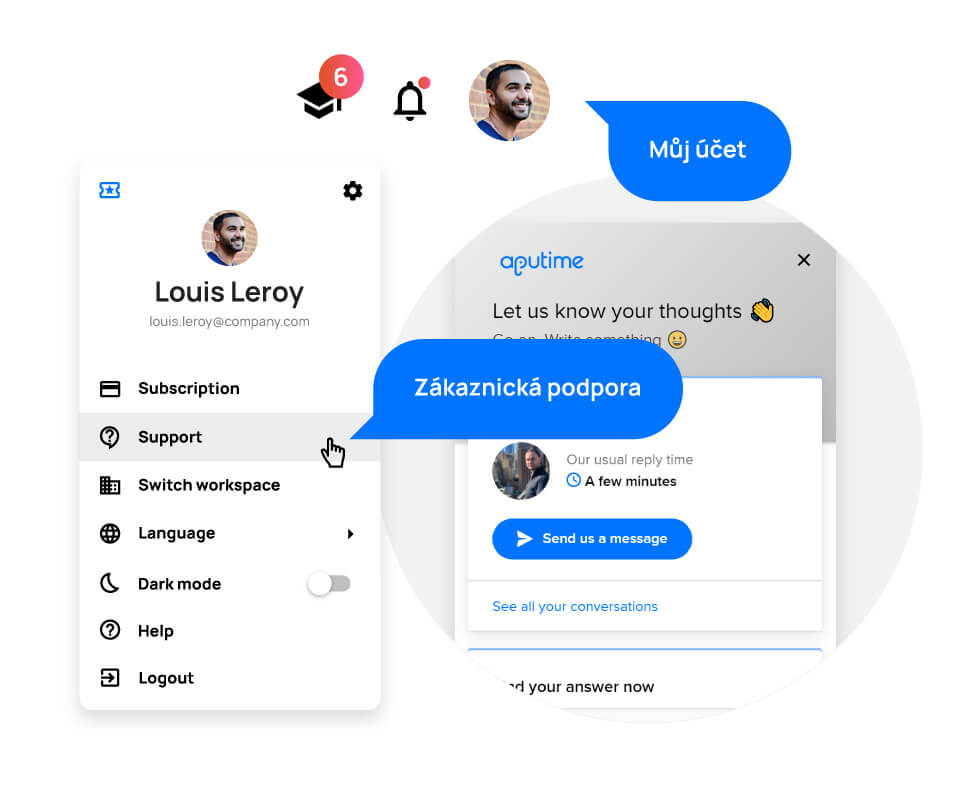 6
Můj účet
Louis Leroy
louis.leroy@company.com
Subscription
Support
Switch workspace
Language
Dark mode
Help
Logout
aputime
Let us know your thoughts 👋
Go on. Write something 😀
Zákaznická podpora
Our usual reply time
A few minutes
Send us a message
See all your conversations
your answer now